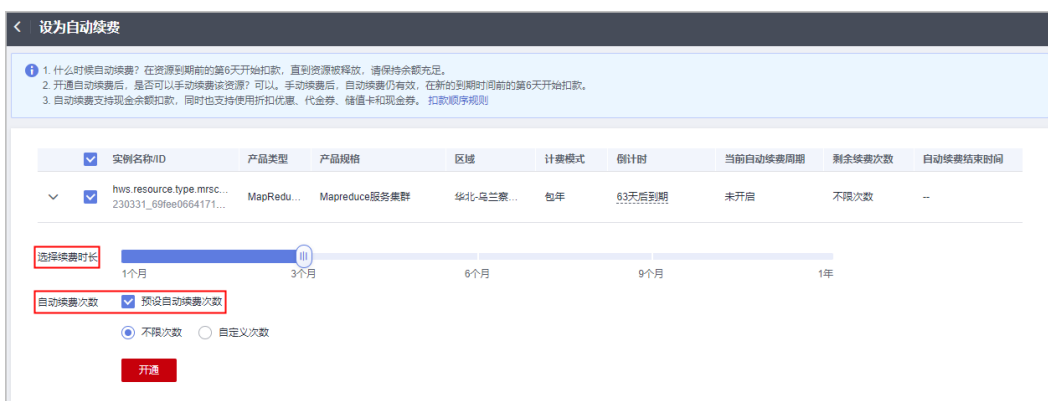 设为自动续费
1. 什么时候自动续费？在资源到期前的第6天开始扣款，直到资源被释放，请保持余额充足。
2. 开通自动续费后，是否可以手动续费该资源？可以。手动续费后，自动续费仍有效，在新的到期时间前的第6天开始扣款。
3. 自动续费支持现金余额扣款，同时也支持使用折扣优惠、代金券、储值卡和现金券。 扣款顺序规则
实例名称/ID 产品类型 产品规格 区域 计费模式 倒计时 当前自动续费周期 剩余续费次数 自动续费结束时间
hws.resource.type.mrsc... MapRedu... Mapreduce服务集群 华北-乌兰察... 包年 63天后到期 未开启 不限次数 --
230331_69fee0664171...
选择续费时长
1个月 3个月 6个月 9个月 1年
自动续费次数 预设自动续费次数
不限次数 自定义次数
开通